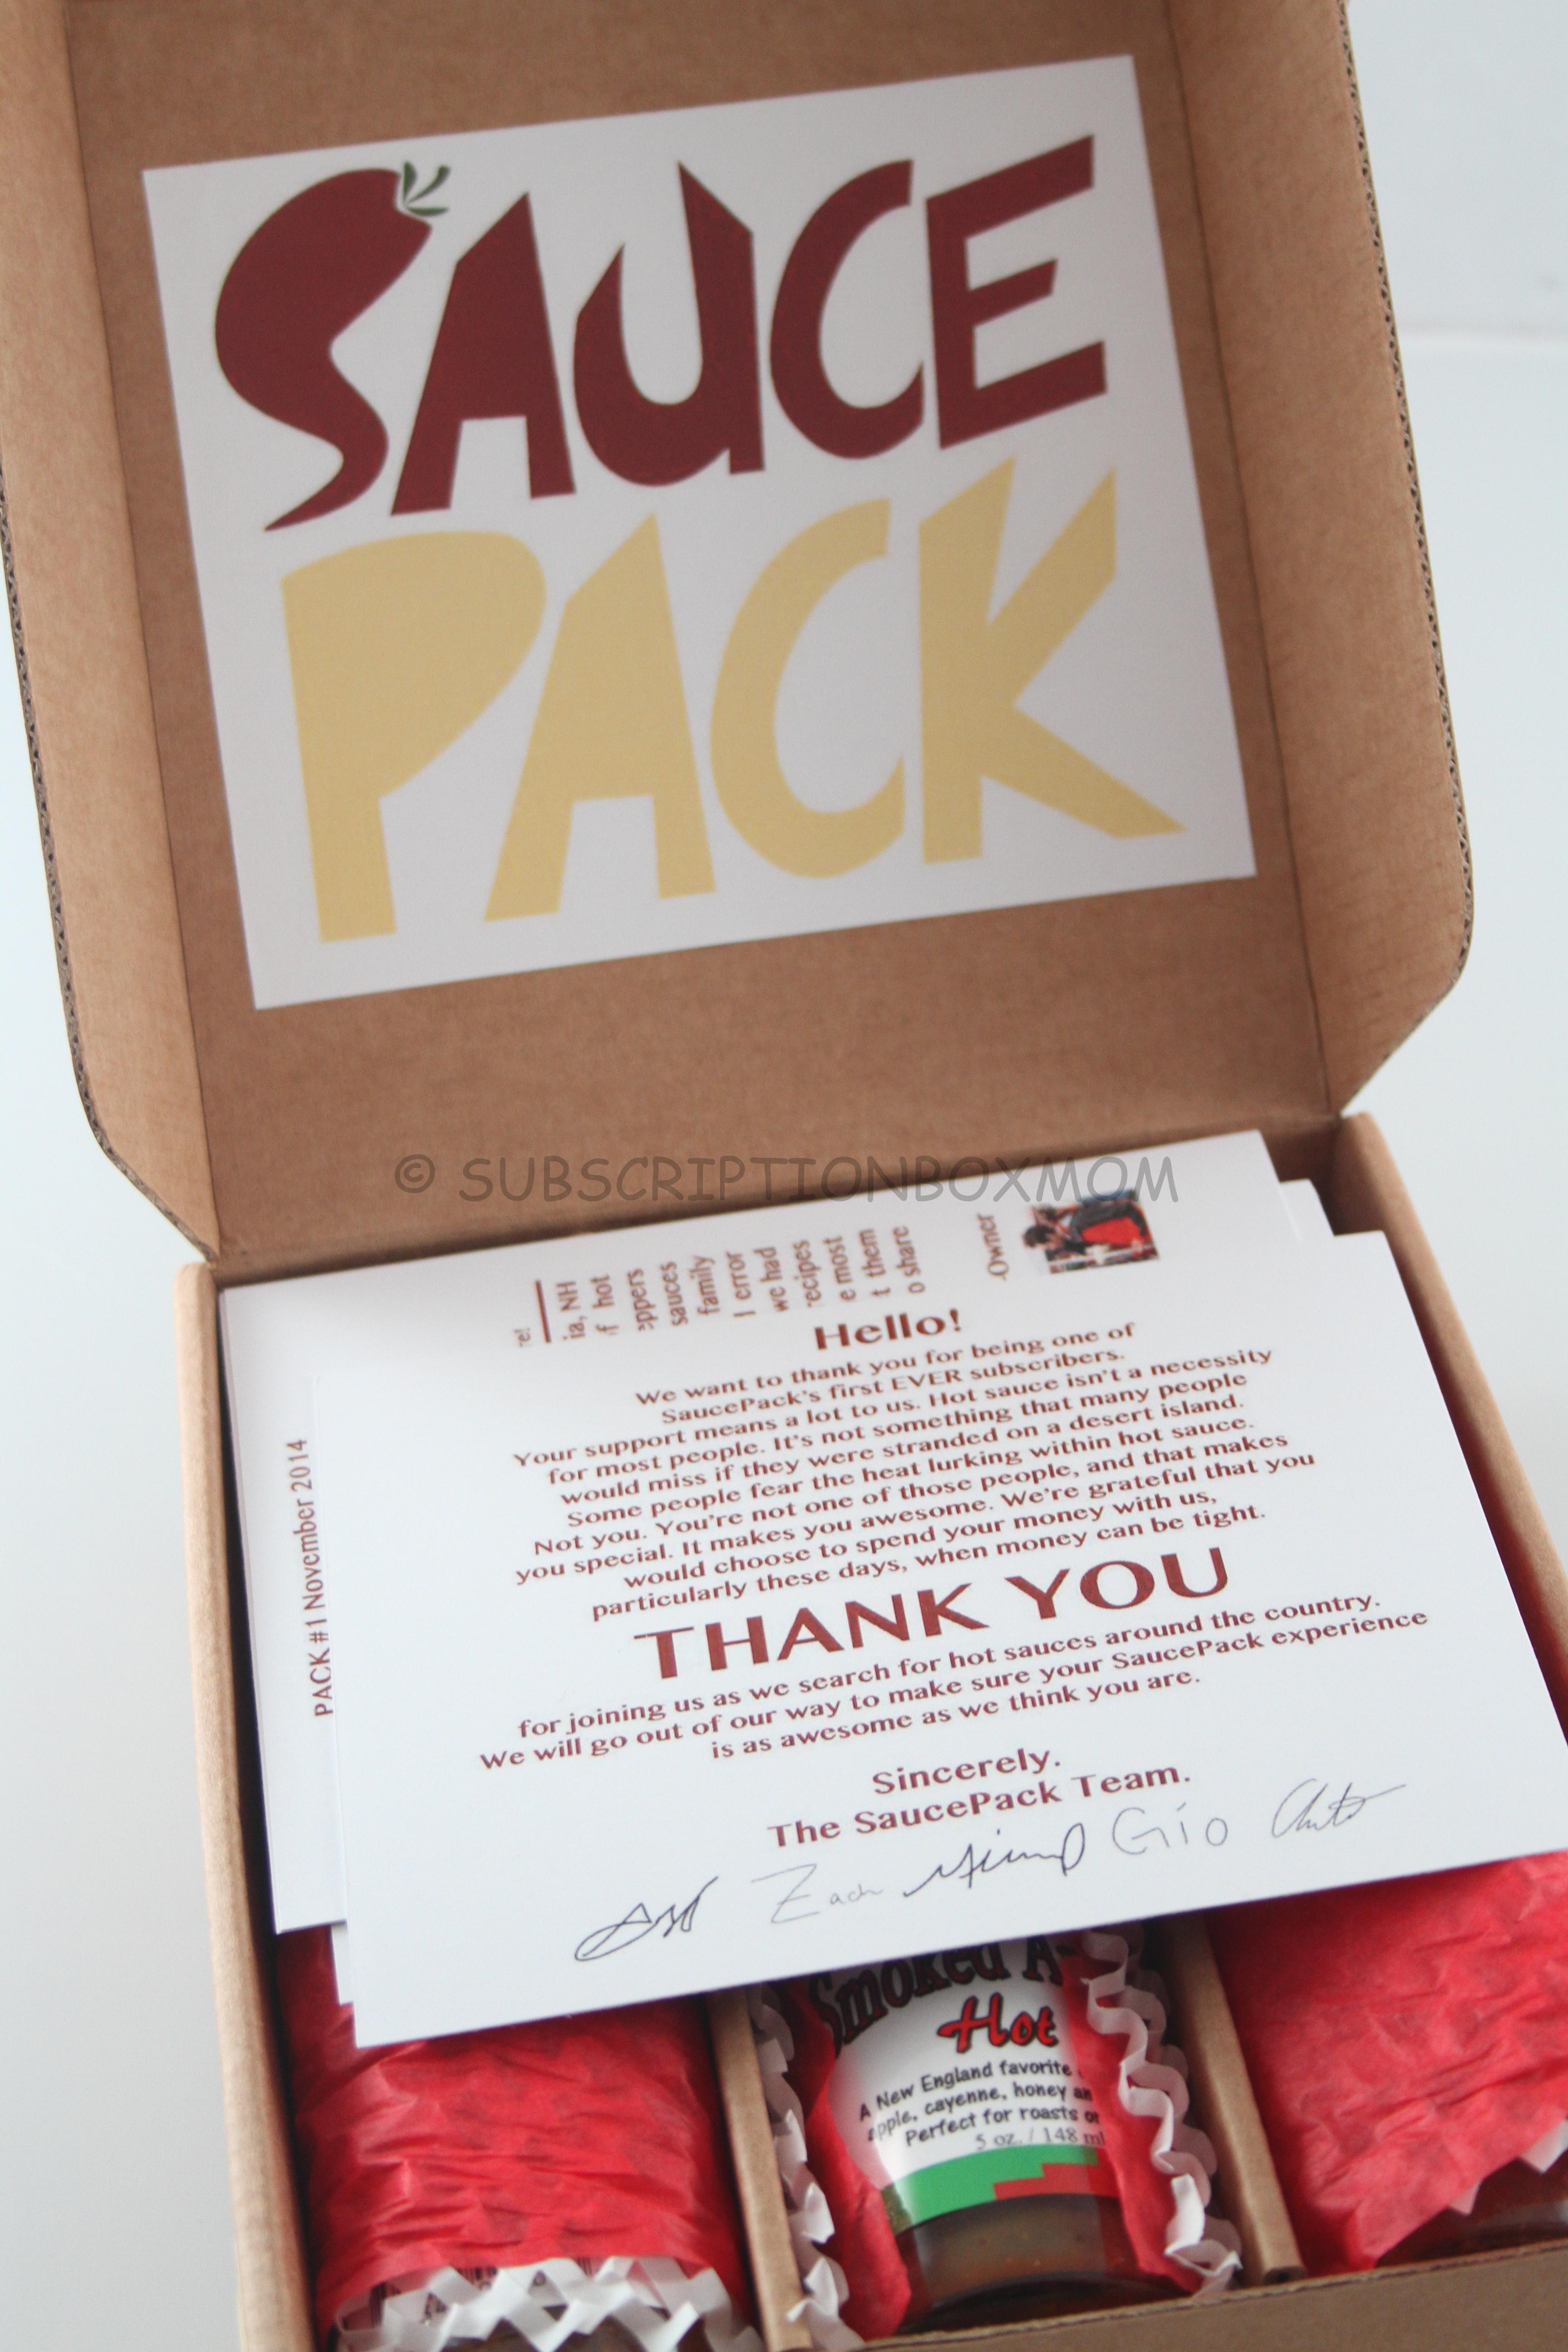 SAUCE
PACK
© SUBSCRIPTIONBOXMOM
re!
ia, NH
f hot
eppers
sauces
family
l error
we had
recipes
e most
t them
o share
-Owner
PACK #1 November 2014
Hello!
We want to thank you for being one of
SaucePack's first EVER subscribers.
Your support means a lot to us. Hot sauce isn't a necessity
for most people. It's not something that many people
would miss if they were stranded on a desert island.
Some people fear the heat lurking within hot sauce.
Not you. You're not one of those people, and that makes
you special. It makes you awesome. We're grateful that you
would choose to spend your money with us,
particularly these days, when money can be tight.
THANK YOU
for joining us as we search for hot sauces around the country.
We will go out of our way to make sure your SaucePack experience
is as awesome as we think you are.
Sincerely.
The SaucePack Team.
Zach Gio
Smoked A
Hot
A New England favorite
apple, cayenne, honey an
Perfect for roasts or
5 oz. / 148 ml